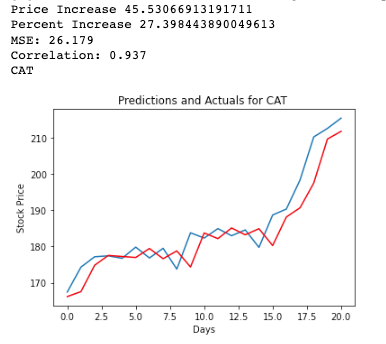 Price Increase 45.53066913191711
Percent Increase 27.398443890049613
MSE: 26.179
Correlation: 0.937
CAT
Predictions and Actuals for CAT
Stock Price
210
200
190
180
170
0.0 2.5 5.0 7.5 10.0 12.5 15.0 17.5 20.0
Days